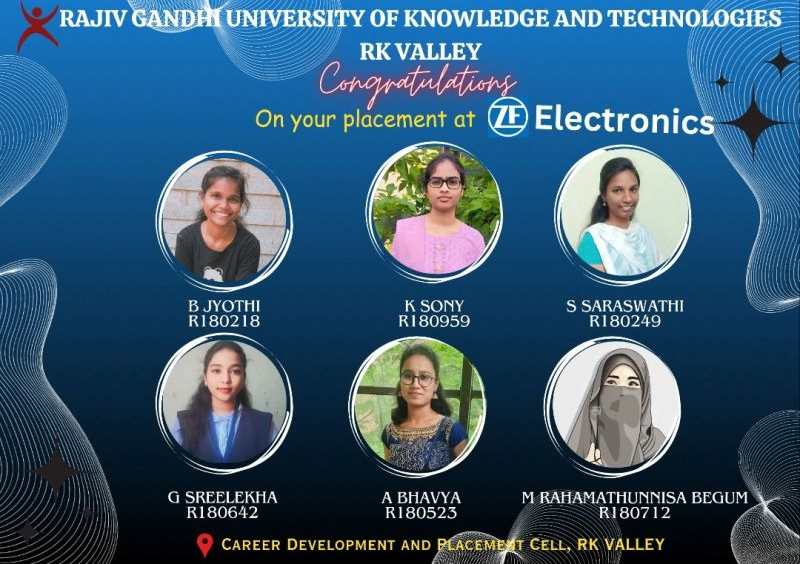 RAJIV GANDHI UNIVERSITY OF KNOWLEDGE AND TECHNOLOGIES
RK VALLEY
Congratulations
On your placement at ZF Electronics
B JYOTHI
R180218
K SONY
R180959
S SARASWATHI
R180249
G SREELEKHA
R180642
A BHAVYA
R180523
M RAHAMATHUNNISA BEGUM
R180712
CAREER DEVELOPMENT AND PLACEMENT CELL, RK VALLEY